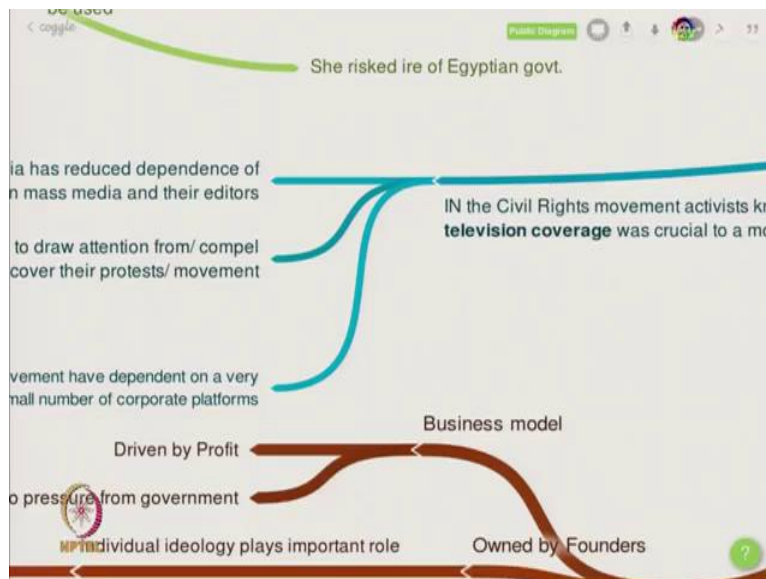 be used
< coggle
Public Diagram
She risked ire of Egyptian govt.
ia has reduced dependence of
n mass media and their editors
IN the Civil Rights movement activists kn
television coverage was crucial to a mo
to draw attention from/ compel
cover their protests/ movement
vement have dependent on a very
mall number of corporate platforms
Business model
Driven by Profit
o pressure from government
ndividual ideology plays important role
Owned by Founders
NPTEL
?